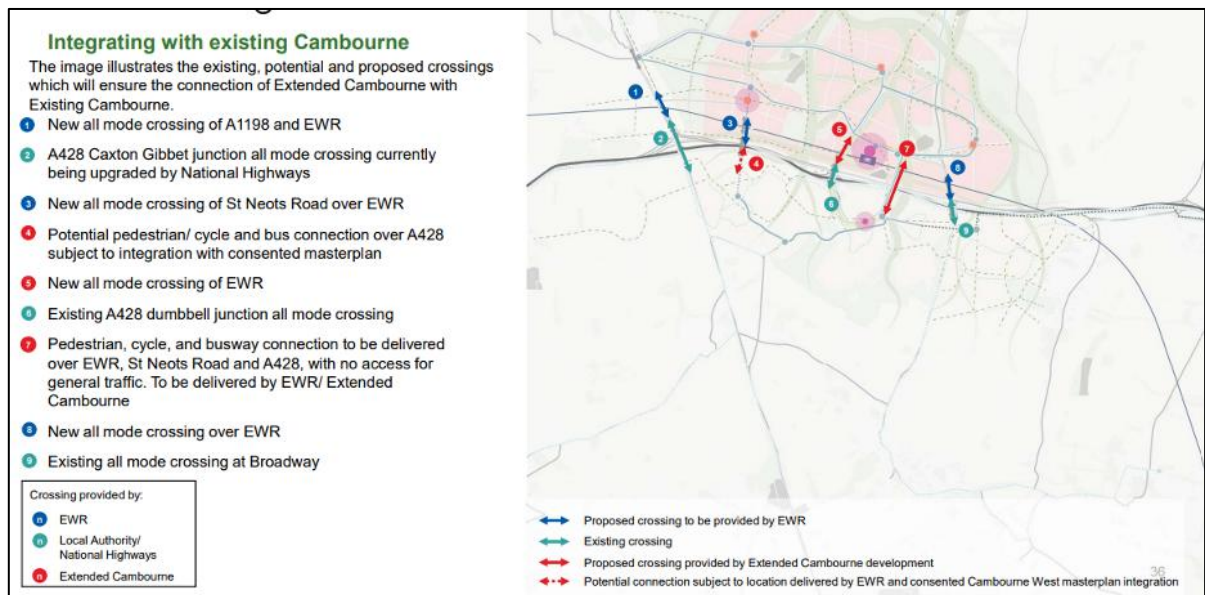 Integrating with existing Cambourne
The image illustrates the existing, potential and proposed crossings
which will ensure the connection of Extended Cambourne with
Existing Cambourne.
1 New all mode crossing of A1198 and EWR
2 A428 Caxton Gibbet junction all mode crossing currently
being upgraded by National Highways
3 New all mode crossing of St Neots Road over EWR
4 Potential pedestrian/ cycle and bus connection over A428
subject to integration with consented masterplan
5 New all mode crossing of EWR
6 Existing A428 dumbbell junction all mode crossing
7 Pedestrian, cycle, and busway connection to be delivered
over EWR, St Neots Road and A428, with no access for
general traffic. To be delivered by EWR/ Extended
Cambourne
8 New all mode crossing over EWR
9 Existing all mode crossing at Broadway
Crossing provided by:
n EWR
n Local Authority/
National Highways
n Extended Cambourne
1
2
3
4
5
6
7
8
9
Proposed crossing to be provided by EWR
Existing crossing
Proposed crossing provided by Extended Cambourne development
Potential connection subject to location delivered by EWR and consented Cambourne West masterplan integration
36